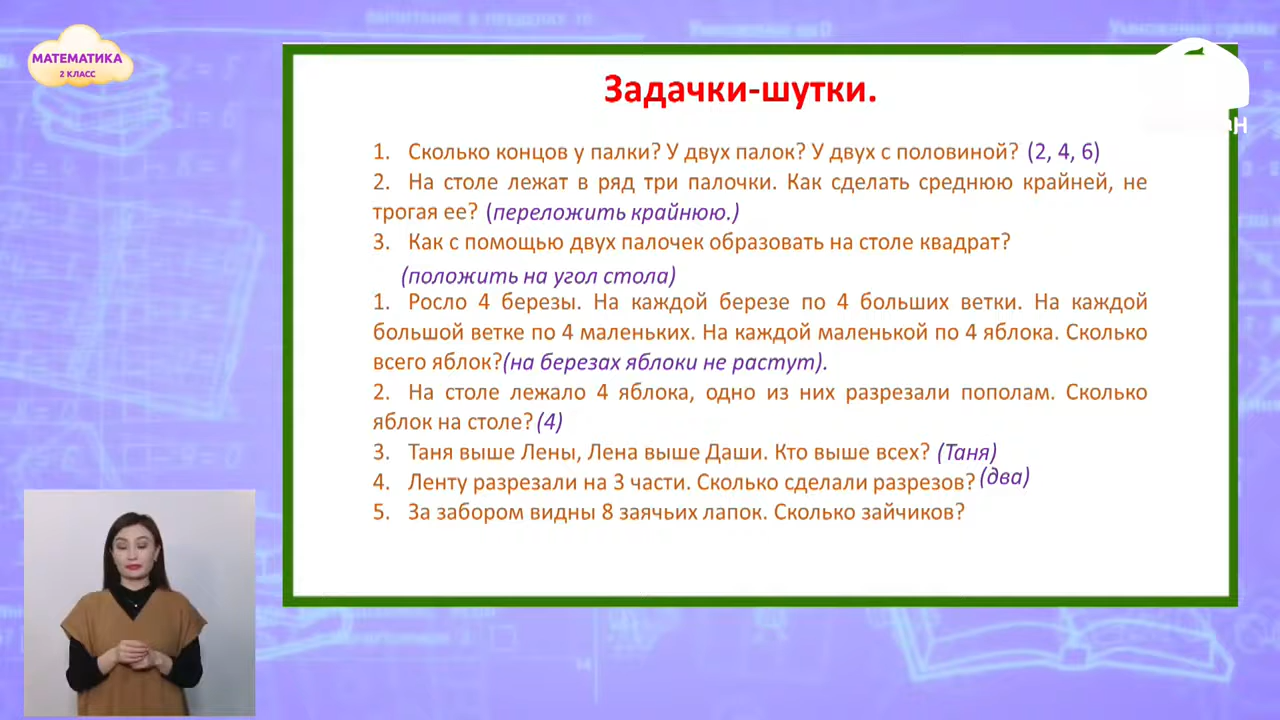 МАТЕМАТИКА
2 КЛАСС
Задачки-шутки.
1. Сколько концов у палки? У двух палок? У двух с половиной? (2, 4, 6)
2. На столе лежат в ряд три палочки. Как сделать среднюю крайней, не
трогая ее? (переложить крайнюю.)
3. Как с помощью двух палочек образовать на столе квадрат?
(положить на угол стола)
1. Росло 4 березы. На каждой березе по 4 больших ветки. На каждой
большой ветке по 4 маленьких. На каждой маленькой по 4 яблока. Сколько
всего яблок?(на березах яблоки не растут).
2. На столе лежало 4 яблока, одно из них разрезали пополам. Сколько
яблок на столе? (4)
3. Таня выше Лены, Лена выше Даши. Кто выше всех? (Таня)
4. Ленту разрезали на 3 части. Сколько сделали разрезов? (два)
5. За забором видны 8 заячьих лапок. Сколько зайчиков?